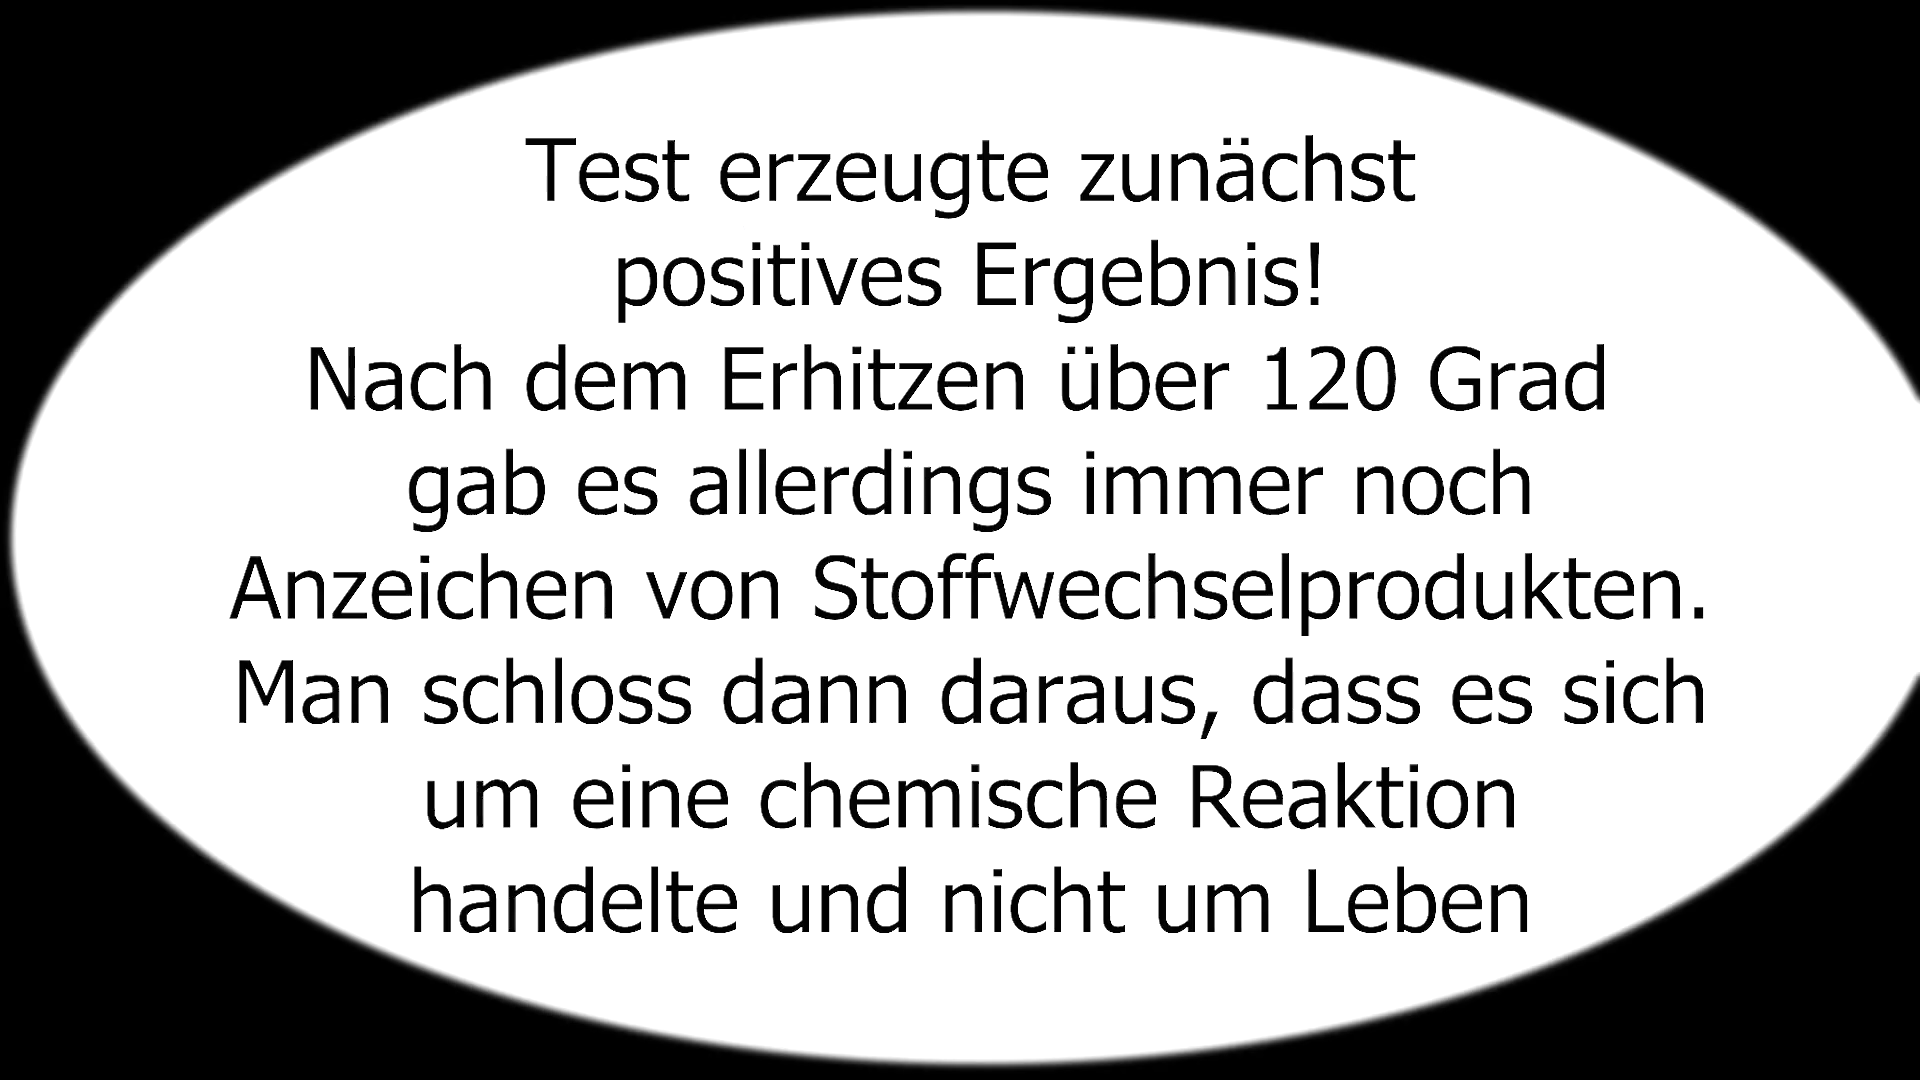 Test erzeugte zunächst
positives Ergebnis!
Nach dem Erhitzen über 120 Grad
gab es allerdings immer noch
Anzeichen von Stoffwechselprodukten.
Man schloss dann daraus, dass es sich
um eine chemische Reaktion
handelte und nicht um Leben